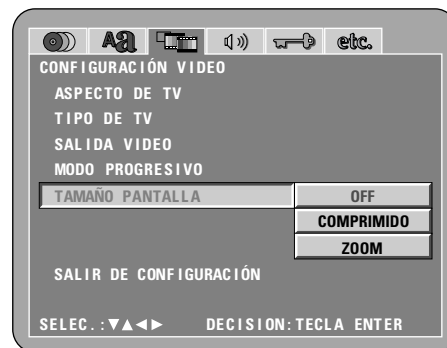 Aa etc.
CONFIGURACIÓN VIDEO
ASPECTO DE TV
TIPO DE TV
SALIDA VIDEO
MODO PROGRESIVO
TAMAÑO PANTALLA OFF
COMPRIMIDO
ZOOM
SALIR DE CONFIGURACIÓN
SELEC.:▼▲◀▶ DECISION:TECLA ENTER